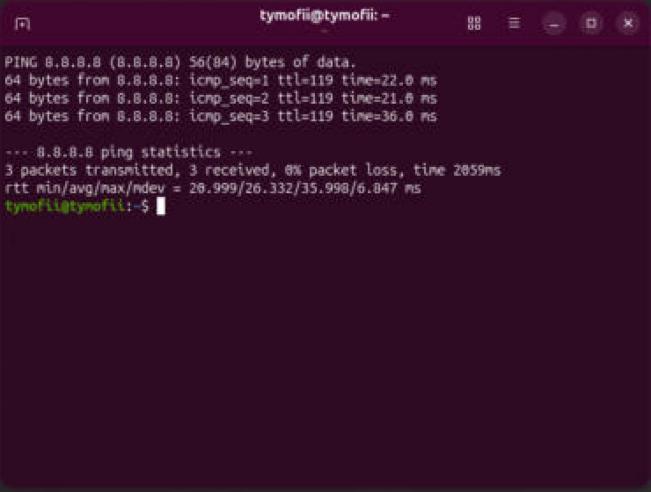 tymofii@tymofii: ~
~
PING 8.8.8.8 (8.8.8.8) 56(84) bytes of data.
64 bytes from 8.8.8.8: icmp_seq=1 ttl=119 time=22.0 ms
64 bytes from 8.8.8.8: icmp_seq=2 ttl=119 time=21.0 ms
64 bytes from 8.8.8.8: icmp_seq=3 ttl=119 time=36.0 ms
--- 8.8.8.8 ping statistics ---
3 packets transmitted, 3 received, 0% packet loss, time 2059ms
rtt min/avg/max/mdev = 20.999/26.332/35.998/6.847 ms
tymofii@tymofii:~$